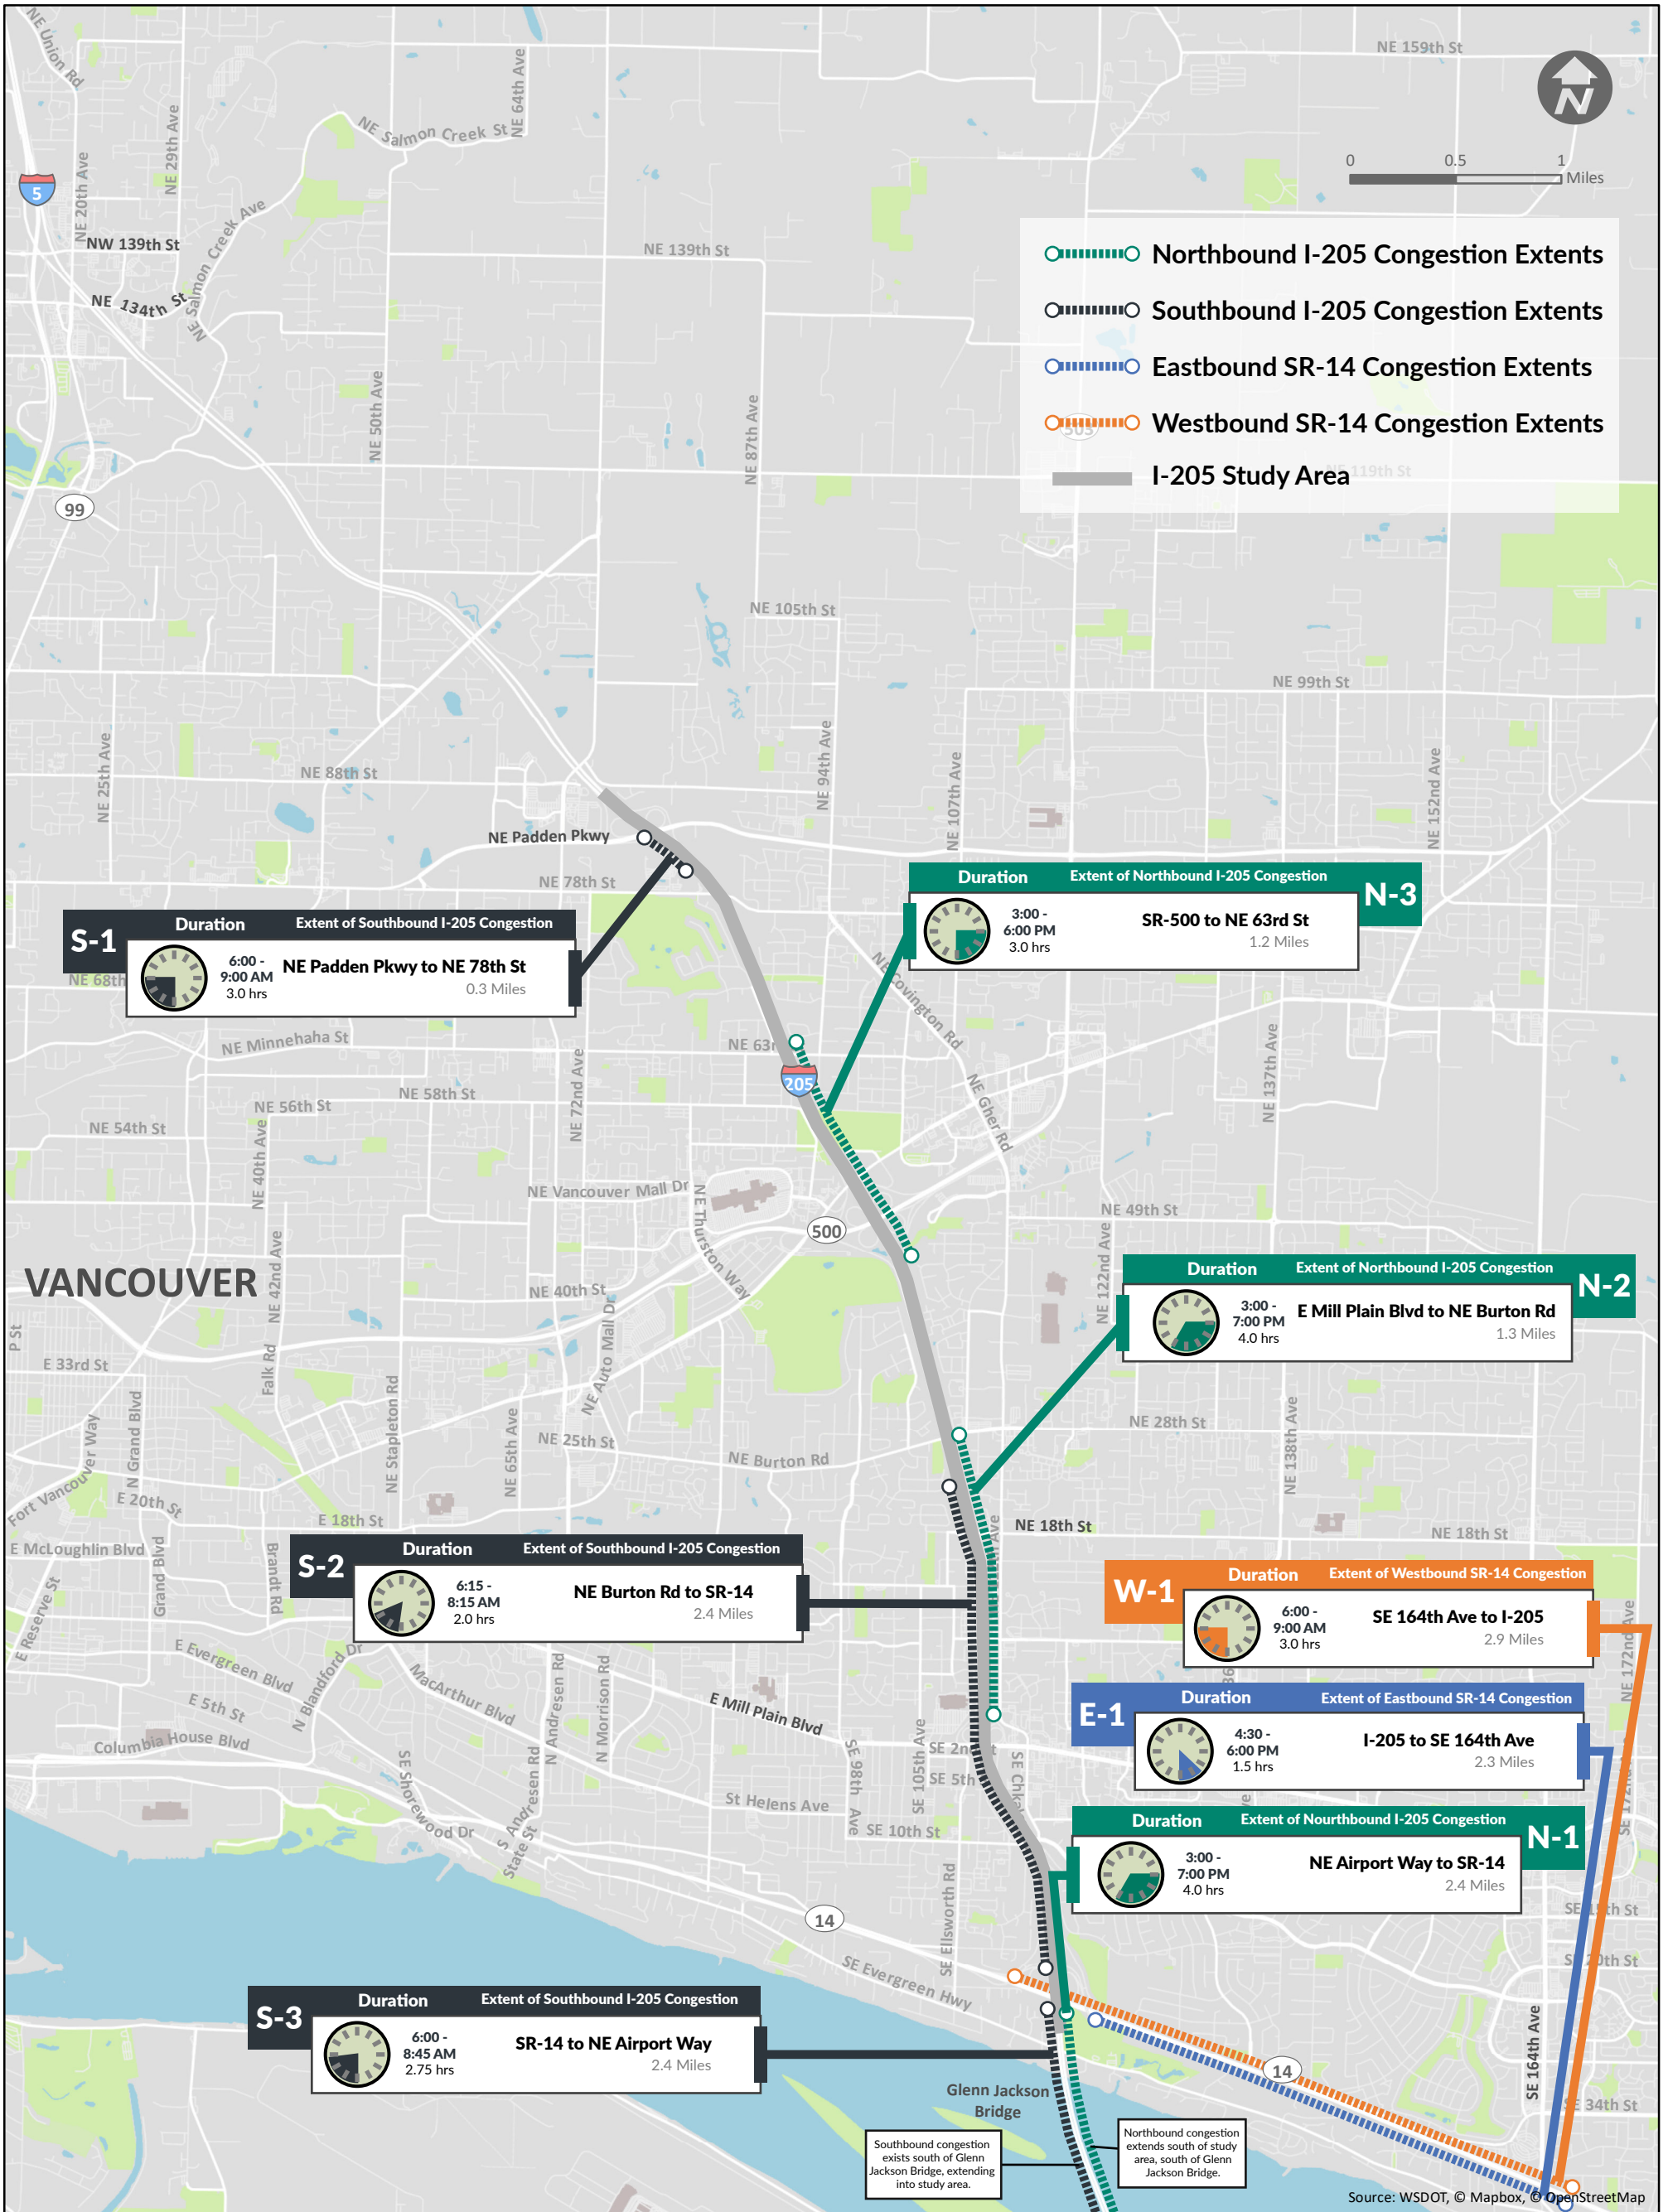 NE 159th St
NE Union Rd
NE 64th Ave
NE 29th Ave
NE Salmon Creek St
N
0 0.5 1
Miles
5
NE 20th Ave
NE Salmon Creek Ave
NW 139th St
NE 139th St
NE 134th St
Northbound I-205 Congestion Extents
Southbound I-205 Congestion Extents
Eastbound SR-14 Congestion Extents
Westbound SR-14 Congestion Extents
503
I-205 Study Area
NE 119th St
NE 50th Ave
NE 87th Ave
99
NE 105th St
NE 99th St
NE 25th Ave
NE 88th St
NE 94th Ave
NE 107th Ave
NE 152nd Ave
NE Padden Pkwy
NE 78th St
N-3
Duration
Extent of Northbound I-205 Congestion
3:00 -
6:00 PM
3.0 hrs
SR-500 to NE 63rd St
1.2 Miles
S-1
Duration
Extent of Southbound I-205 Congestion
6:00 -
9:00 AM
3.0 hrs
NE Padden Pkwy to NE 78th St
0.3 Miles
NE 68th
NE Covington Rd
NE Minnehaha St
NE 63r
205
NE 72nd Ave
NE 137th Ave
NE Gher Rd
NE 58th St
NE 56th St
NE 54th St
NE 40th Ave
NE Vancouver Mall Dr
NE Thurston Way
500
NE 49th St
NE 122nd Ave
VANCOUVER
NE 42nd Ave
NE 40th St
N-2
Duration
Extent of Northbound I-205 Congestion
3:00 -
7:00 PM
4.0 hrs
E Mill Plain Blvd to NE Burton Rd
1.3 Miles
P St
E 33rd St
Falk Rd
NE Auto Mall Dr
NE Stapleton Rd
NE 65th Ave
N Grand Blvd
NE 28th St
NE 138th Ave
NE 25th St
NE Burton Rd
Fort Vancouver Way
E 20th St
E 18th St
NE 18th St
NE 18th St
Ave
E McLoughlin Blvd
Grand Blvd
Brandt Rd
E Reserve St
S-2
Duration
Extent of Southbound I-205 Congestion
6:15 -
8:15 AM
2.0 hrs
NE Burton Rd to SR-14
2.4 Miles
W-1
Duration
Extent of Westbound SR-14 Congestion
6:00 -
9:00 AM
3.0 hrs
SE 164th Ave to I-205
2.9 Miles
NE 172nd Ave
E Evergreen Blvd
N Blandford Dr
E 5th St
MacArthur Blvd
N Andresen Rd
N Morrison Rd
E Mill Plain Blvd
Columbia House Blvd
E-1
Duration
Extent of Eastbound SR-14 Congestion
4:30 -
6:00 PM
1.5 hrs
I-205 to SE 164th Ave
2.3 Miles
SE Shorewood Dr
S Andresen Rd
State St
SE 98th Ave
SE 105th Ave
SE 5th
St Helens Ave
SE 10th St
SE 172nd
N-1
Duration
Extent of Nourthbound I-205 Congestion
3:00 -
7:00 PM
4.0 hrs
NE Airport Way to SR-14
2.4 Miles
SE Ellsworth Rd
14
SE Evergreen Hwy
S-3
Duration
Extent of Southbound I-205 Congestion
6:00 -
8:45 AM
2.75 hrs
SR-14 to NE Airport Way
2.4 Miles
SE 164th Ave
14
SE 34th St
Glenn Jackson
Bridge
Southbound congestion
exists south of Glenn
Jackson Bridge, extending
into study area.
Northbound congestion
extends south of study
area, south of Glenn
Jackson Bridge.
Source: WSDOT, © Mapbox, © OpenStreetMap